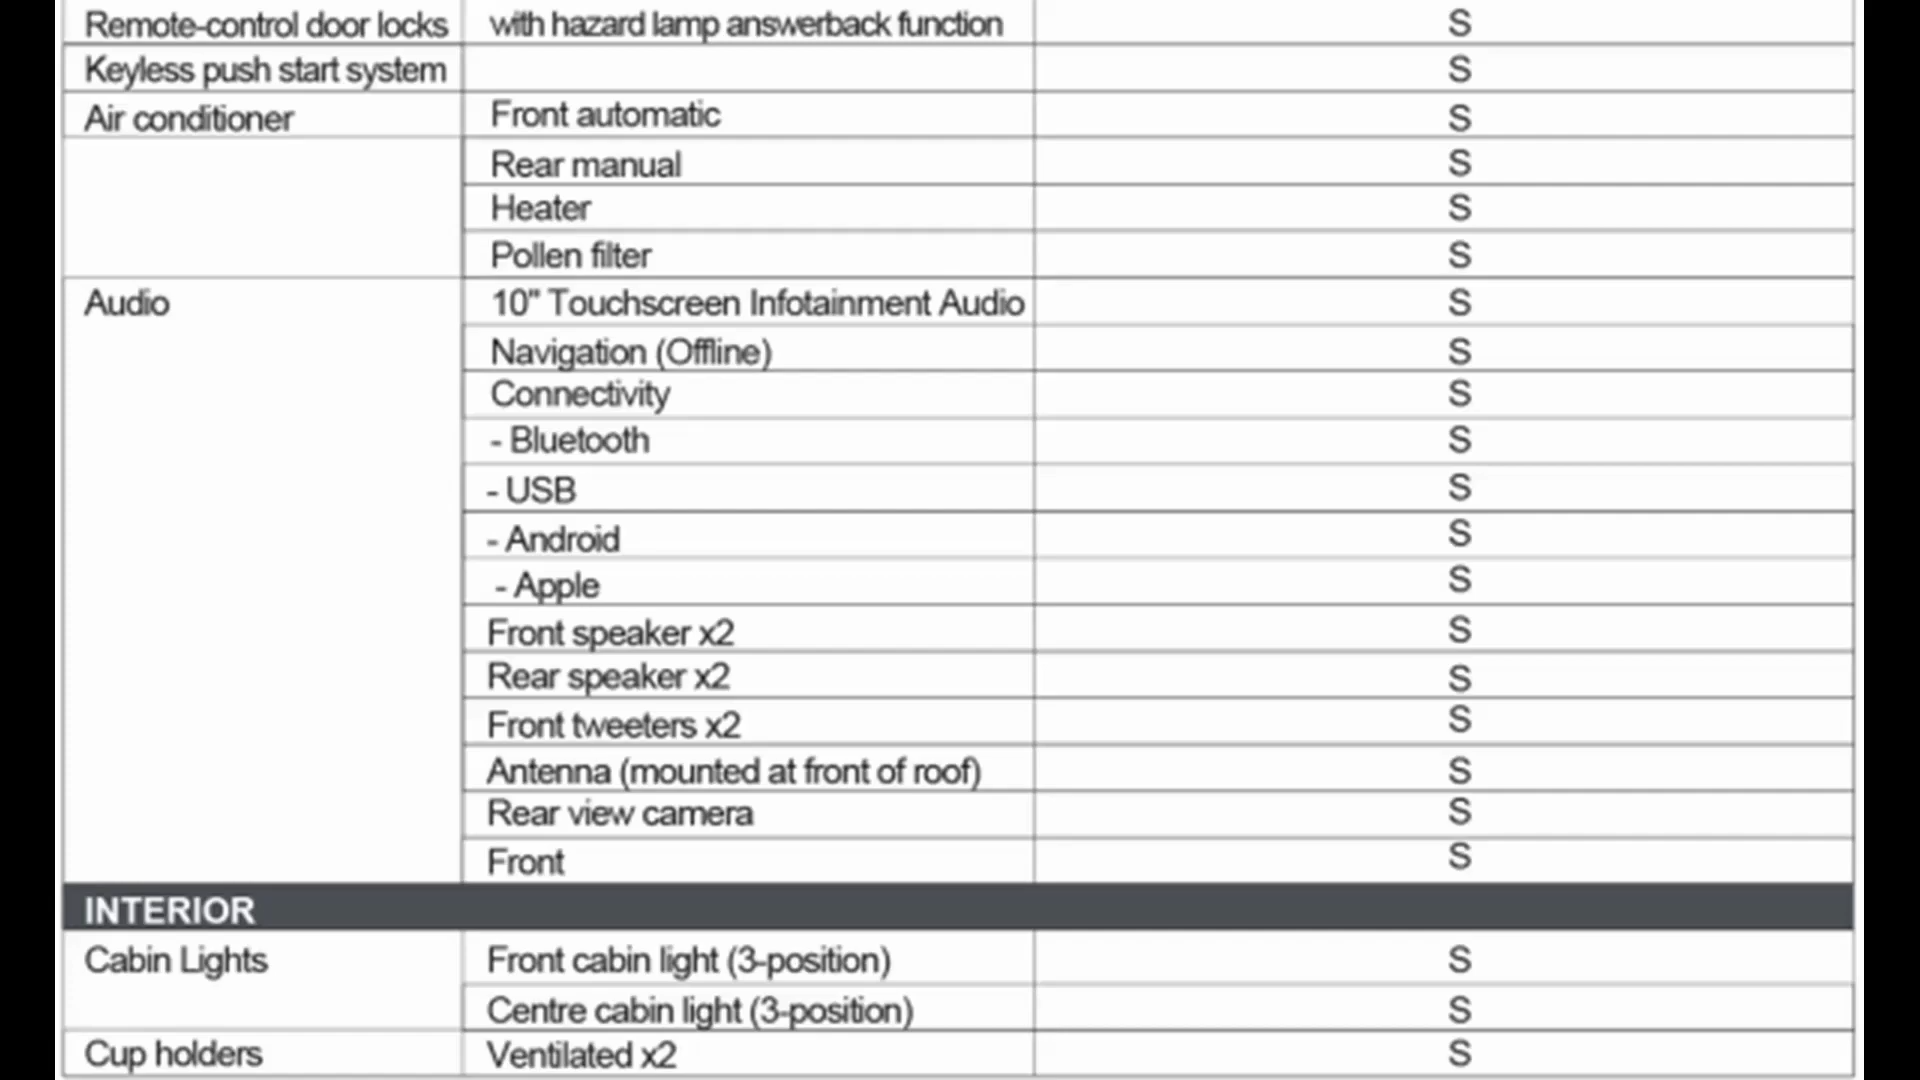 Remote-control door locks with hazard lamp answerback function S
Keyless push start system S
Air conditioner Front automatic S
Rear manual S
Heater S
Pollen filter S
Audio 10" Touchscreen Infotainment Audio S
Navigation (Offline) S
Connectivity S
- Bluetooth S
- USB S
- Android S
- Apple S
Front speaker x2 S
Rear speaker x2 S
Front tweeters x2 S
Antenna (mounted at front of roof) S
Rear view camera S
Front S
INTERIOR
Cabin Lights Front cabin light (3-position) S
Centre cabin light (3-position) S
Cup holders Ventilated x2 S